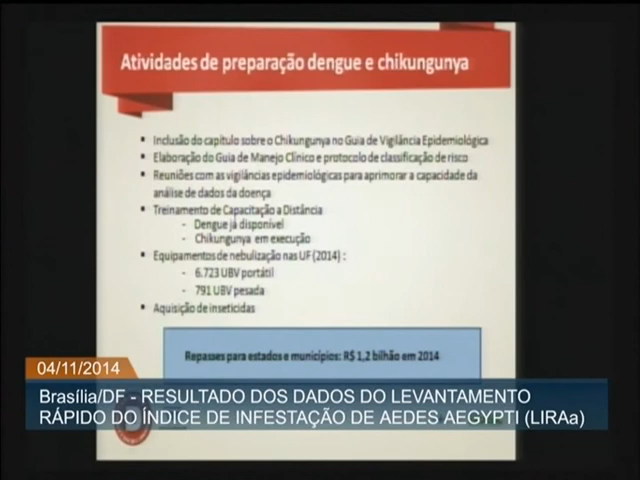 Atividades de preparação dengue e chikungunya
• Inclusão do capitulo sobre o Chikungunya no Guia de Vigilância Epidemiológica
• Elaboração do Guia de Manejo Clínico e protocolo de classificação de risco
• Reuniões com as vigilâncias epidemiológicas para aprimorar a capacidade da
análise de dados da doença
• Treinamento de Capacitação a Distância
- Dengue já disponível
- Chikungunya em execução
• Equipamentos de nebulização nas UF (2014) :
- 6.723 UBV portátil
- 791 UBV pesada
• Aquisição de inseticidas
Repasses para estados e municípios: R$ 1,2 bilhão em 2014
04/11/2014
Brasília/DF - RESULTADO DOS DADOS DO LEVANTAMENTO
RÁPIDO DO ÍNDICE DE INFESTAÇÃO DE AEDES AEGYPTI (LIRAa)